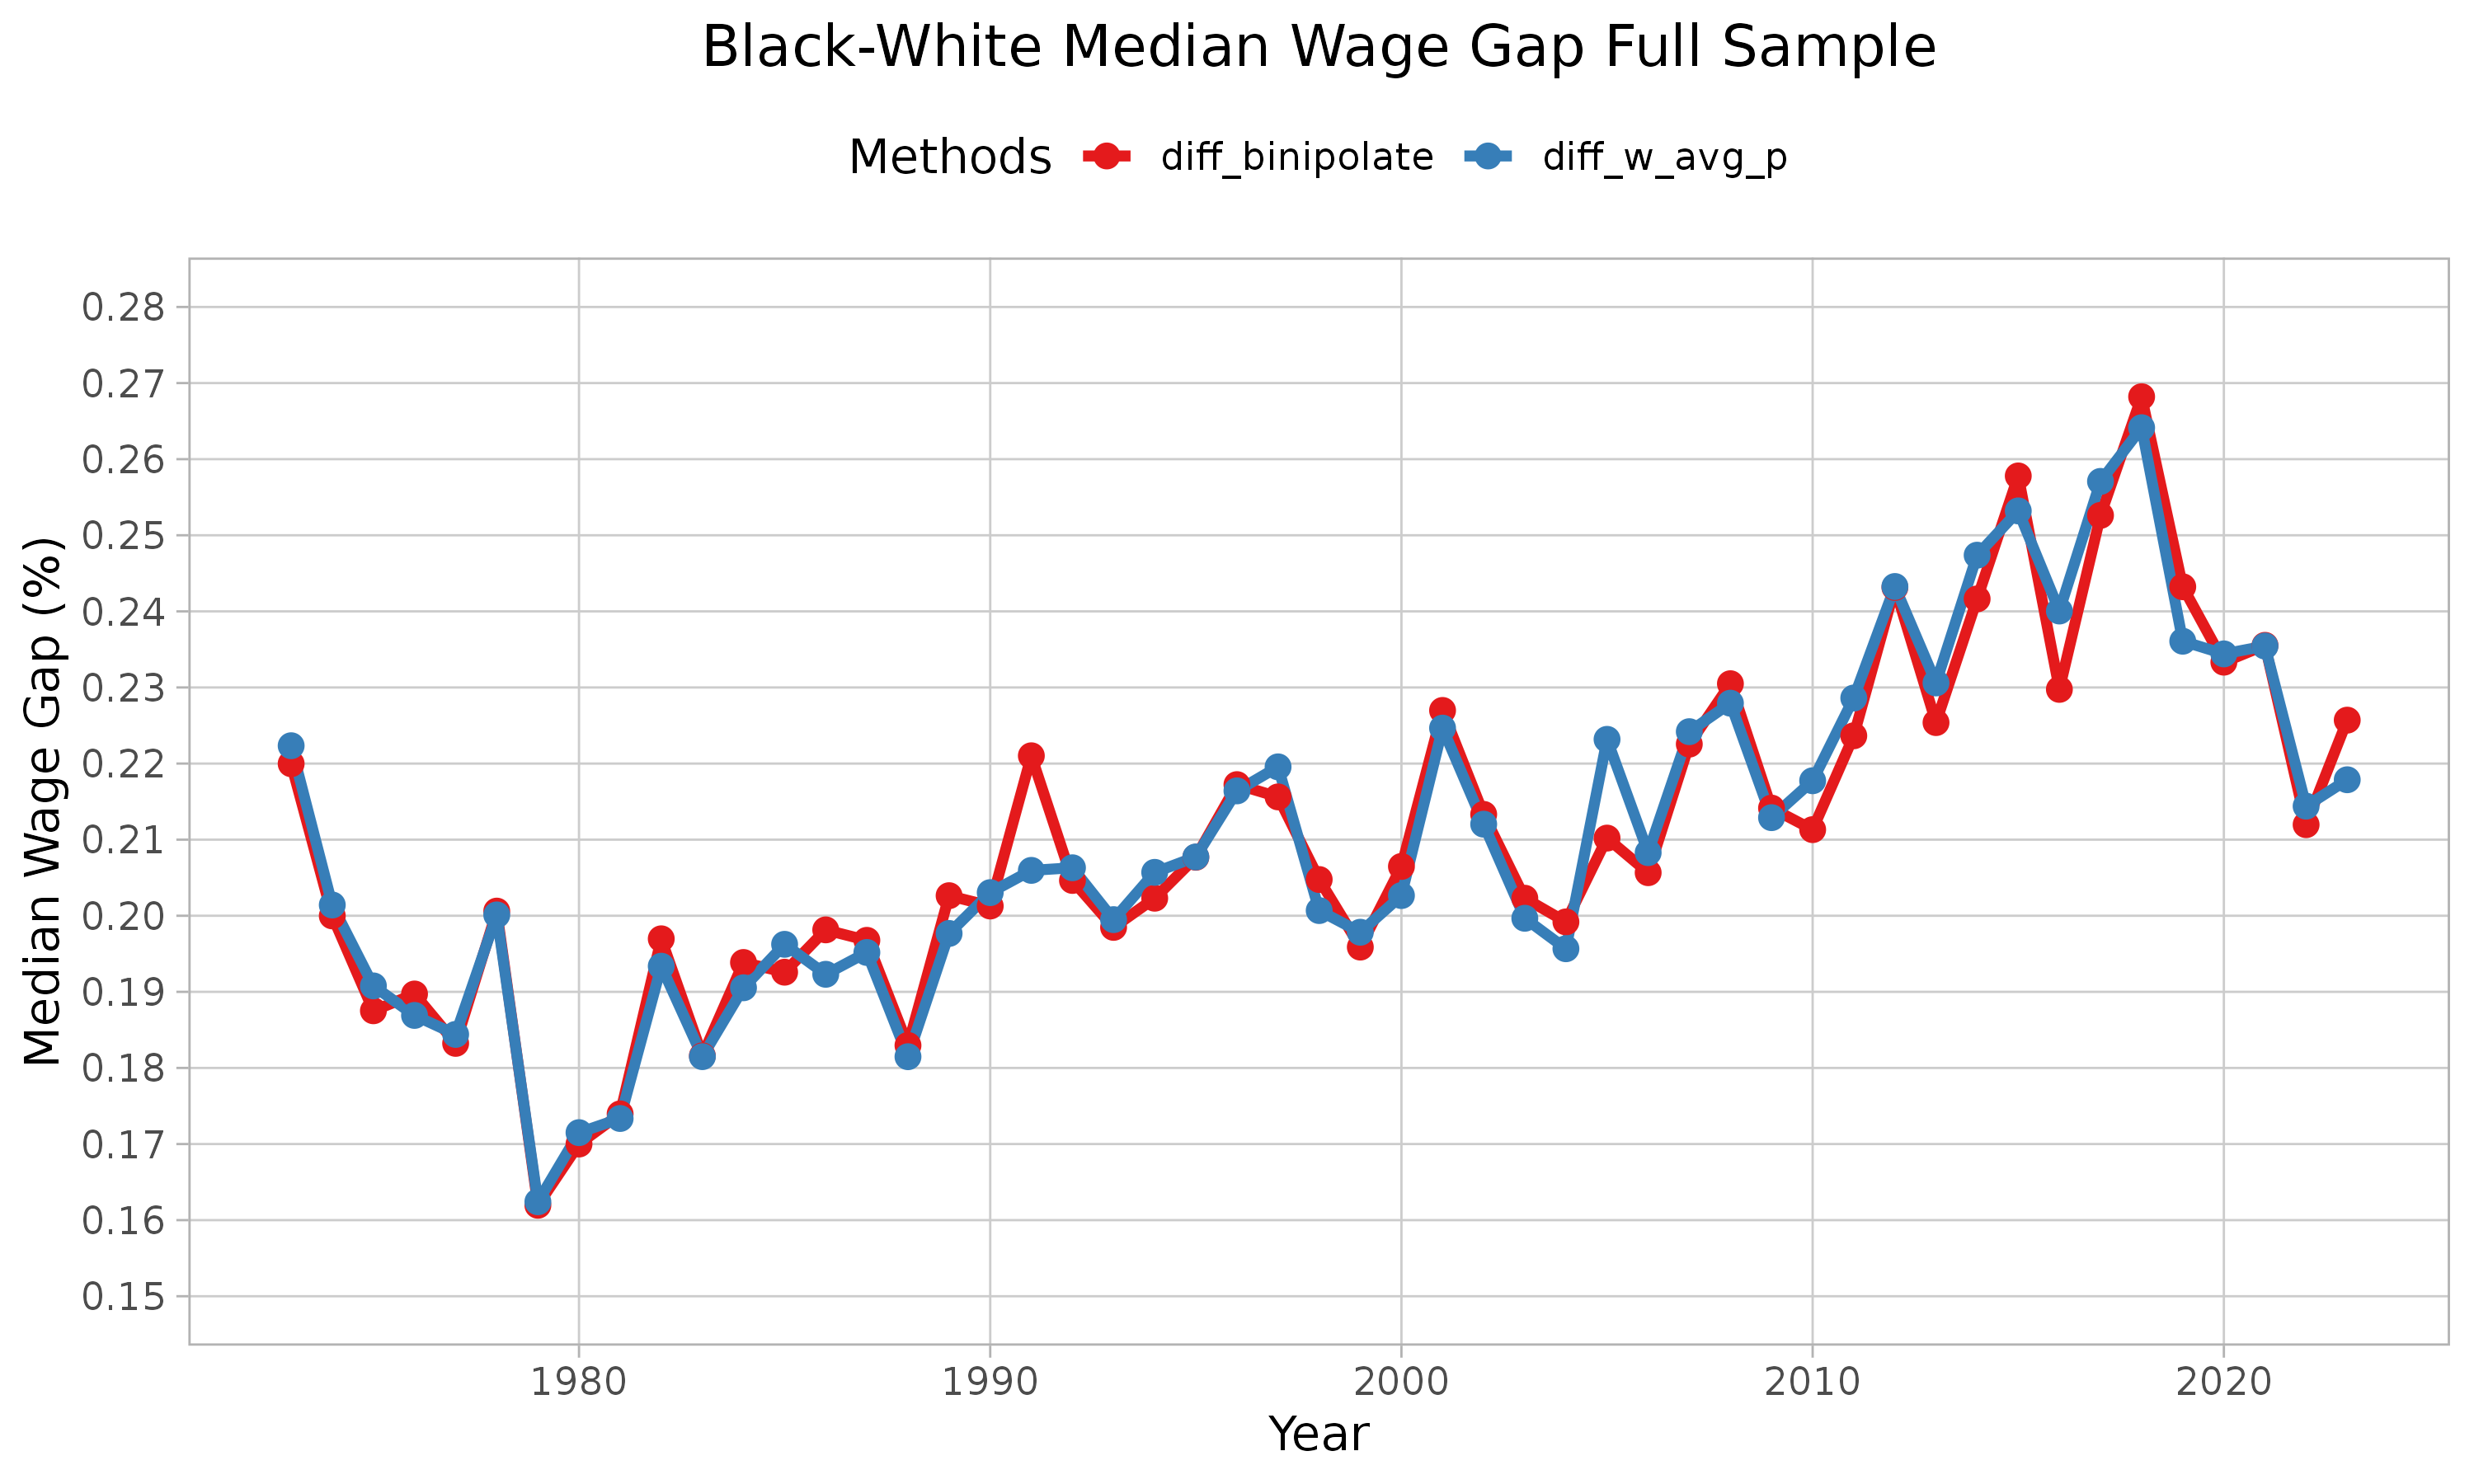 Black-White Median Wage Gap Full Sample
Methods diff_binipolate diff_w_avg_p
Median Wage Gap (%)
0.28
0.27
0.26
0.25
0.24
0.23
0.22
0.21
0.20
0.19
0.18
0.17
0.16
0.15
1980 1990 2000 2010 2020
Year